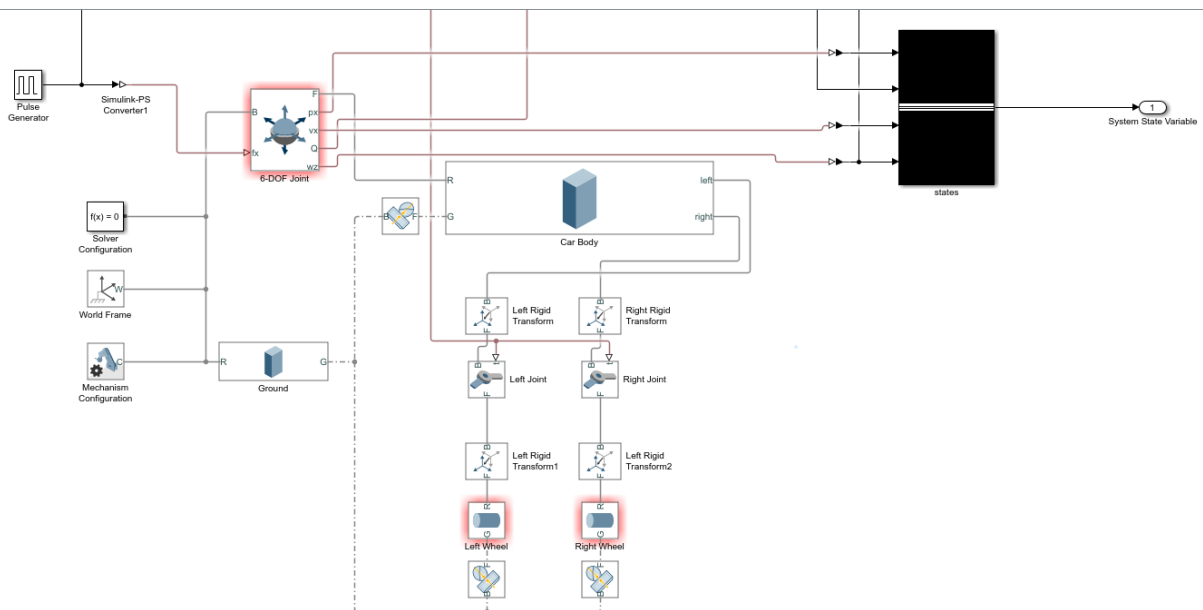 Pulse
Generator
Simulink-PS
Converter1
B
fx
F
px
vx
Q
wz
6-DOF Joint
f(x) = 0
Solver
Configuration
W
World Frame
C
Mechanism
Configuration
R
G
Ground
B
F
R
G
left
right
Car Body
states
1
System State Variable
B
F
Left Rigid
Transform
B
F
Right Rigid
Transform
B
t
F
Left Joint
B
t
F
Right Joint
B
F
Left Rigid
Transform1
B
F
Left Rigid
Transform2
R
G
Left Wheel
R
G
Right Wheel
F
B
F
B